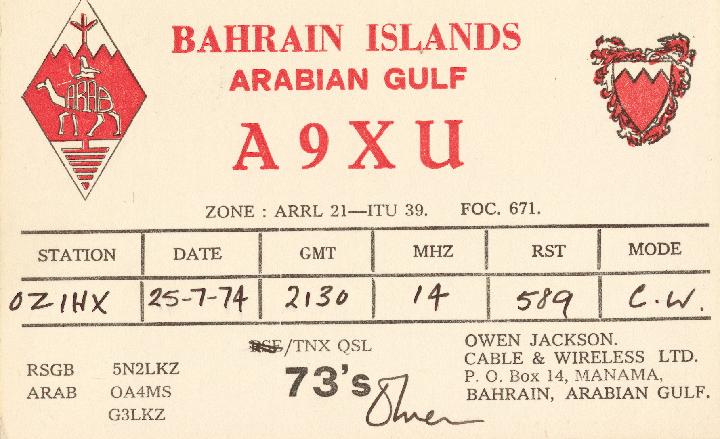 BAHRAIN ISLANDS
ARABIAN GULF
ARAB
A9XU
ZONE : ARRL 21—ITU 39. FOC. 671.
STATION DATE GMT MHZ RST MODE
OZ1HX 25-7-74 2130 14 589 C.W.
PSE/TNX QSL
73's Owen
RSGB 5N2LKZ
ARAB OA4MS
G3LKZ
OWEN JACKSON.
CABLE & WIRELESS LTD.
P. O. Box 14, MANAMA,
BAHRAIN, ARABIAN GULF.